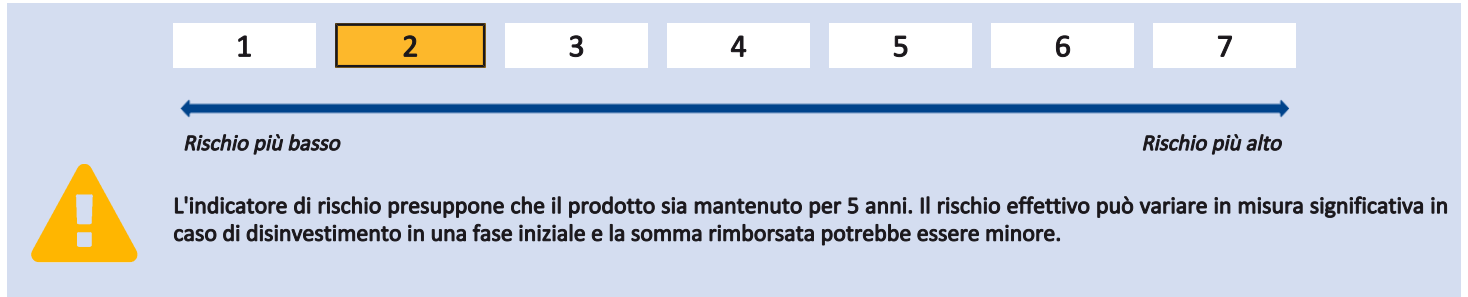 1 2 3 4 5 6 7
Rischio più basso Rischio più alto
L'indicatore di rischio presuppone che il prodotto sia mantenuto per 5 anni. Il rischio effettivo può variare in misura significativa in
caso di disinvestimento in una fase iniziale e la somma rimborsata potrebbe essere minore.